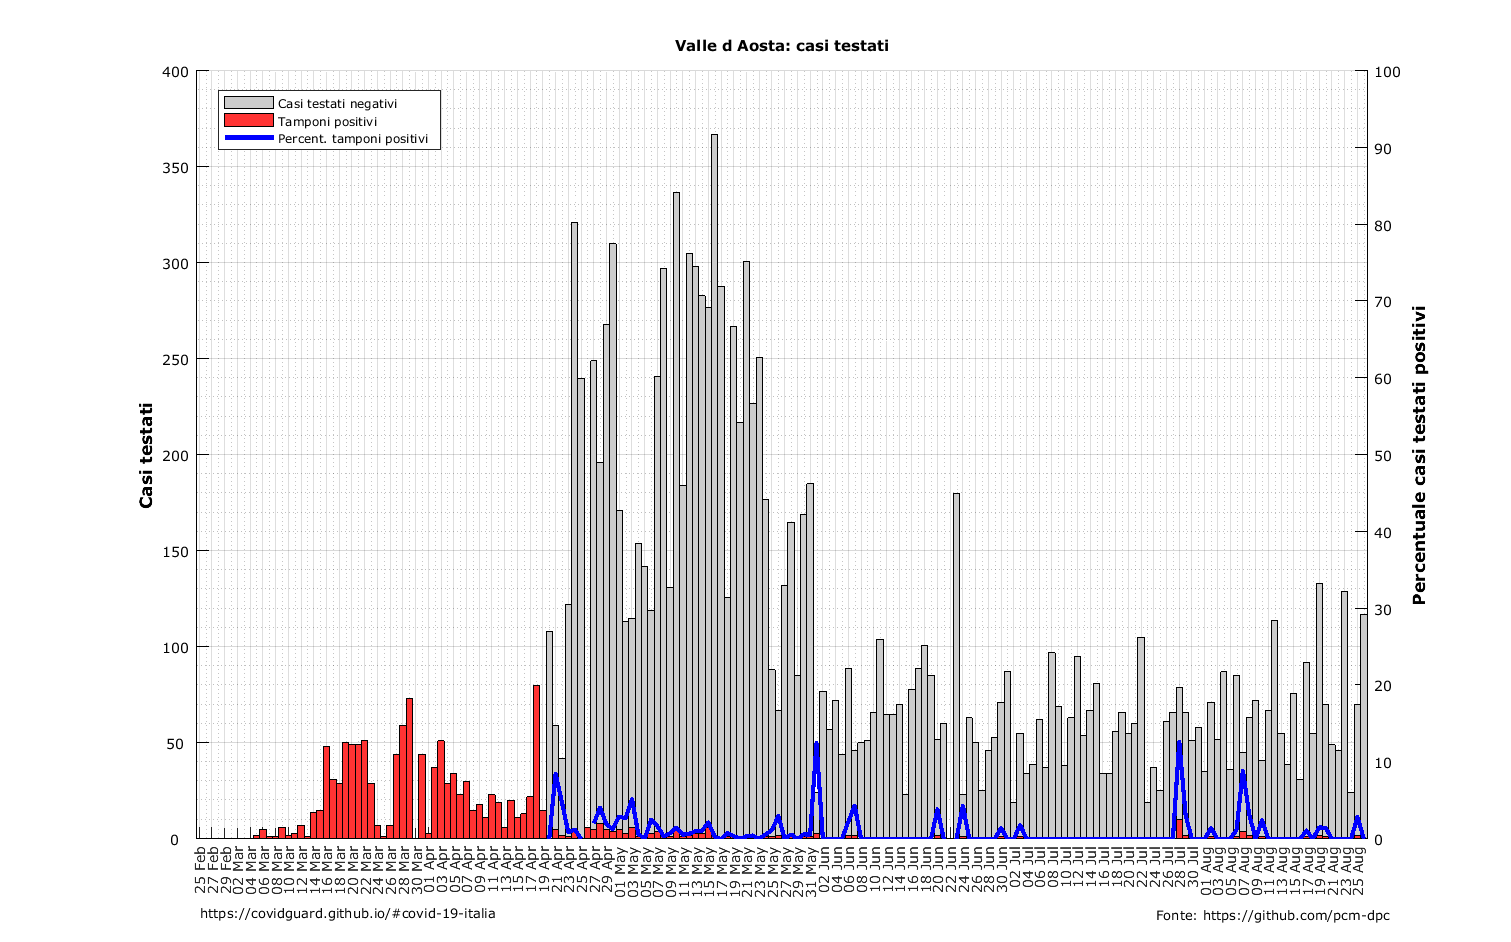 Valle d Aosta: casi testati
Casi testati negativi
Tamponi positivi
Percent. tamponi positivi
Casi testati
400
350
300
250
200
150
100
50
0
100
90
80
70
60
50
40
30
20
10
0
Percentuale casi testati positivi
25 Feb
27 Feb
29 Feb
02 Mar
04 Mar
06 Mar
08 Mar
10 Mar
12 Mar
14 Mar
16 Mar
18 Mar
20 Mar
22 Mar
24 Mar
26 Mar
28 Mar
30 Mar
01 Apr
03 Apr
05 Apr
07 Apr
09 Apr
11 Apr
13 Apr
15 Apr
17 Apr
19 Apr
21 Apr
23 Apr
25 Apr
27 Apr
29 Apr
01 May
03 May
05 May
07 May
09 May
11 May
13 May
15 May
17 May
19 May
21 May
23 May
25 May
27 May
29 May
31 May
02 Jun
04 Jun
06 Jun
08 Jun
10 Jun
12 Jun
14 Jun
16 Jun
18 Jun
20 Jun
22 Jun
24 Jun
26 Jun
28 Jun
30 Jun
02 Jul
04 Jul
06 Jul
08 Jul
10 Jul
12 Jul
14 Jul
16 Jul
18 Jul
20 Jul
22 Jul
24 Jul
26 Jul
28 Jul
30 Jul
01 Aug
03 Aug
05 Aug
07 Aug
09 Aug
11 Aug
13 Aug
15 Aug
17 Aug
19 Aug
21 Aug
23 Aug
25 Aug
https://covidguard.github.io/#covid-19-italia
Fonte: https://github.com/pcm-dpc